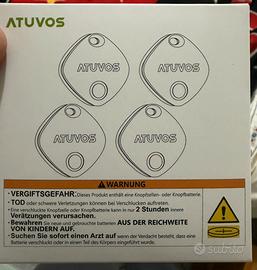 ATUVOS
ATUVOS
ATUVOS
ATUVOS
ATUVOS
WARNUNG
• VERGIFTSGEFAHR: Dieses Produkt enthält eine Knopfzellen- oder Knopfbatterie.
• TOD oder schwere Verletzungen können bei Verschlucken auftreten.
• Eine verschluckte Knopfzelle oder Knopfbatterie kann in nur 2 Stunden innere
Verätzungen verursachen.
• Bewahren Sie neue und gebrauchte Batterien AUS DER REICHWEITE
VON KINDERN AUF.
• Suchen Sie sofort einen Arzt auf wenn der Verdacht besteht, dass eine
Batterie verschluckt oder in einen Teil des Körpers eingeführt wurde.
subito